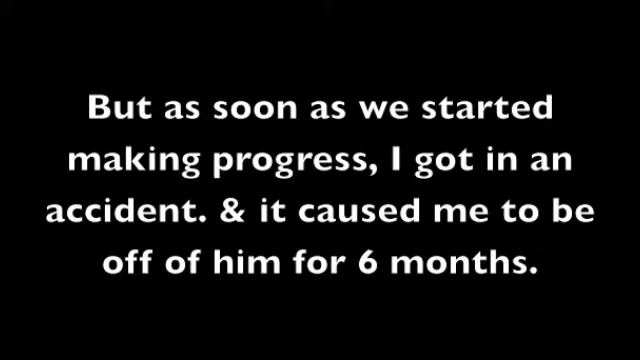 But as soon as we started
making progress, I got in an
accident. & it caused me to be
off of him for 6 months.